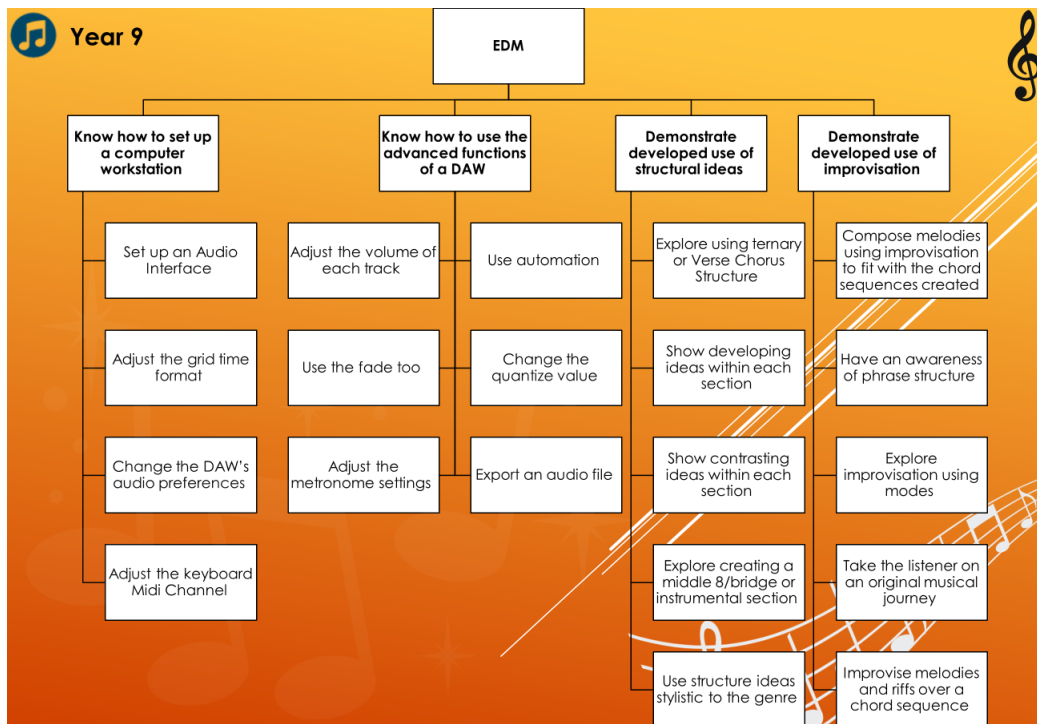 Year 9
EDM
Know how to set up
a computer
workstation
Set up an Audio
Interface
Adjust the grid time
format
Change the DAW's
audio preferences
Adjust the keyboard
Midi Channel
Know how to use the
advanced functions
of a DAW
Adjust the volume of
each track
Use automation
Use the fade too
Change the
quantize value
Adjust the
metronome settings
Export an audio file
Demonstrate
developed use of
structural ideas
Explore using ternary
or Verse Chorus
Structure
Show developing
ideas within each
section
Show contrasting
ideas within each
section
Explore creating a
middle 8/bridge or
instrumental section
Use structure ideas
stylistic to the genre
Demonstrate
developed use of
improvisation
Compose melodies
using improvisation
to fit with the chord
sequences created
Have an awareness
of phrase structure
Explore
improvisation using
modes
Take the listener on
an original musical
journey
Improvise melodies
and riffs over a
chord sequence